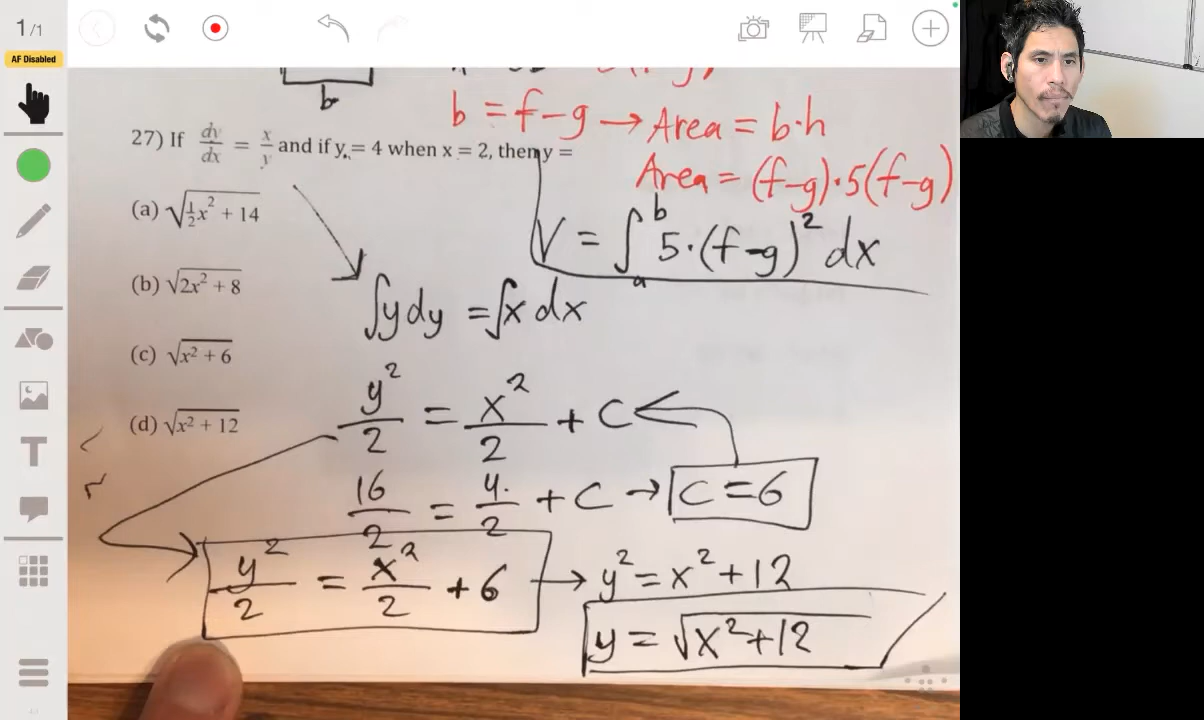 1/1
AF Disabled
b
b = f-g → Area = b·h
Area = (f-g)·5(f-g)
V = ∫ₐᵇ 5·(f-g)² dx
27) If dy/dx = x/y and if y = 4 when x = 2, then y =
(a) √(½x² + 14)
(b) √(2x² + 8)
(c) √(x² + 6)
(d) √(x² + 12)
∫y dy = ∫x dx
y²/2 = x²/2 + C
16/2 = 4/2 + C → C = 6
y²/2 = x²/2 + 6 → y² = x² + 12
y = √(x² + 12)
T